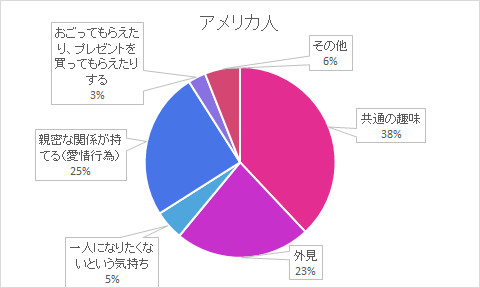 アメリカ人
おごってもらえ
たり、プレゼントを
買ってもらえたり
する
3%
その他
6%
共通の趣味
38%
親密な関係が持
てる(愛情行為)
25%
一人になりたくな
いという気持ち
5%
外見
23%